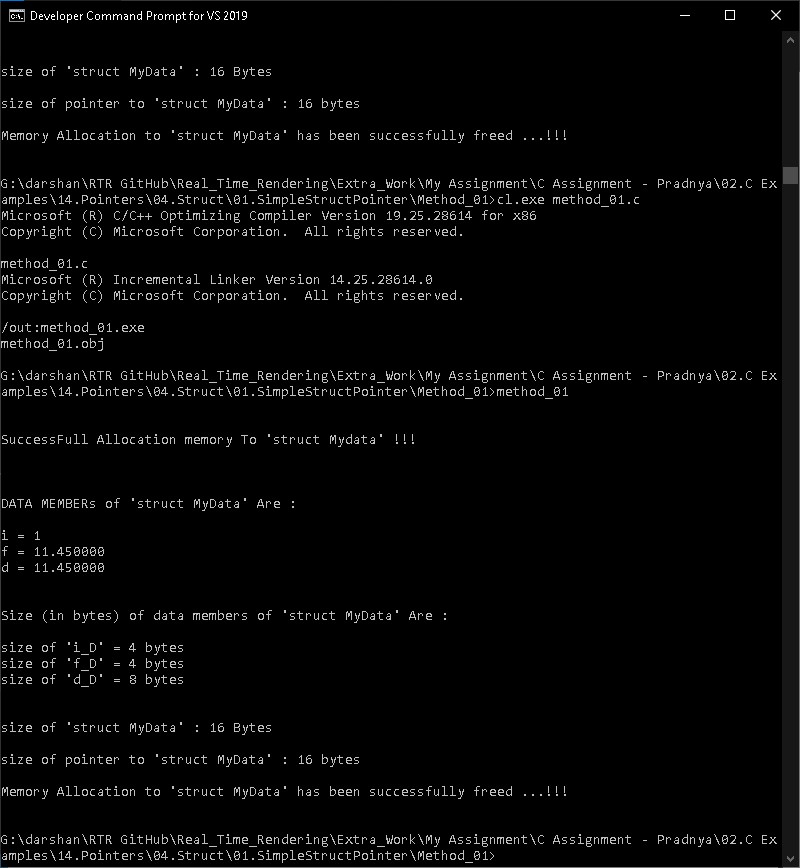 Developer Command Prompt for VS 2019
size of 'struct MyData' : 16 Bytes
size of pointer to 'struct MyData' : 16 bytes
Memory Allocation to 'struct MyData' has been successfully freed ...!!!
G:\darshan\RTR GitHub\Real_Time_Rendering\Extra_Work\My Assignment\C Assignment - Pradnya\02.C Ex
amples\14.Pointers\04.Struct\01.SimpleStructPointer\Method_01>cl.exe method_01.c
Microsoft (R) C/C++ Optimizing Compiler Version 19.25.28614 for x86
Copyright (C) Microsoft Corporation.  All rights reserved.
method_01.c
Microsoft (R) Incremental Linker Version 14.25.28614.0
Copyright (C) Microsoft Corporation.  All rights reserved.
/out:method_01.exe
method_01.obj
G:\darshan\RTR GitHub\Real_Time_Rendering\Extra_Work\My Assignment\C Assignment - Pradnya\02.C Ex
amples\14.Pointers\04.Struct\01.SimpleStructPointer\Method_01>method_01
SuccessFull Allocation memory To 'struct Mydata' !!!
DATA MEMBERs of 'struct MyData' Are :
i = 1
f = 11.450000
d = 11.450000
Size (in bytes) of data members of 'struct MyData' Are :
size of 'i_D' = 4 bytes
size of 'f_D' = 4 bytes
size of 'd_D' = 8 bytes
size of 'struct MyData' : 16 Bytes
size of pointer to 'struct MyData' : 16 bytes
Memory Allocation to 'struct MyData' has been successfully freed ...!!!
G:\darshan\RTR GitHub\Real_Time_Rendering\Extra_Work\My Assignment\C Assignment - Pradnya\02.C Ex
amples\14.Pointers\04.Struct\01.SimpleStructPointer\Method_01>